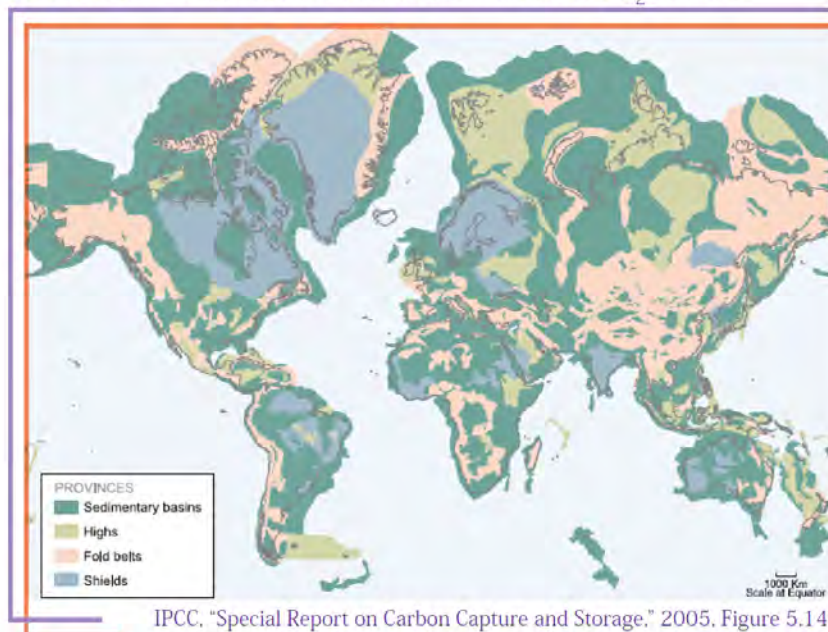 2
PROVINCES
Sedimentary basins
Highs
Fold belts
Shields
1000 Km
Scale at Equator
IPCC, "Special Report on Carbon Capture and Storage," 2005, Figure 5.14